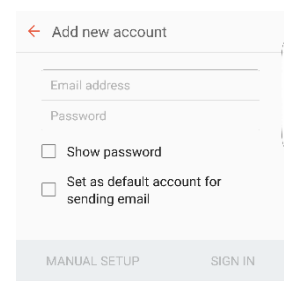 Add new account
Email address
Password
Show password
Set as default account for
sending email
MANUAL SETUP SIGN IN